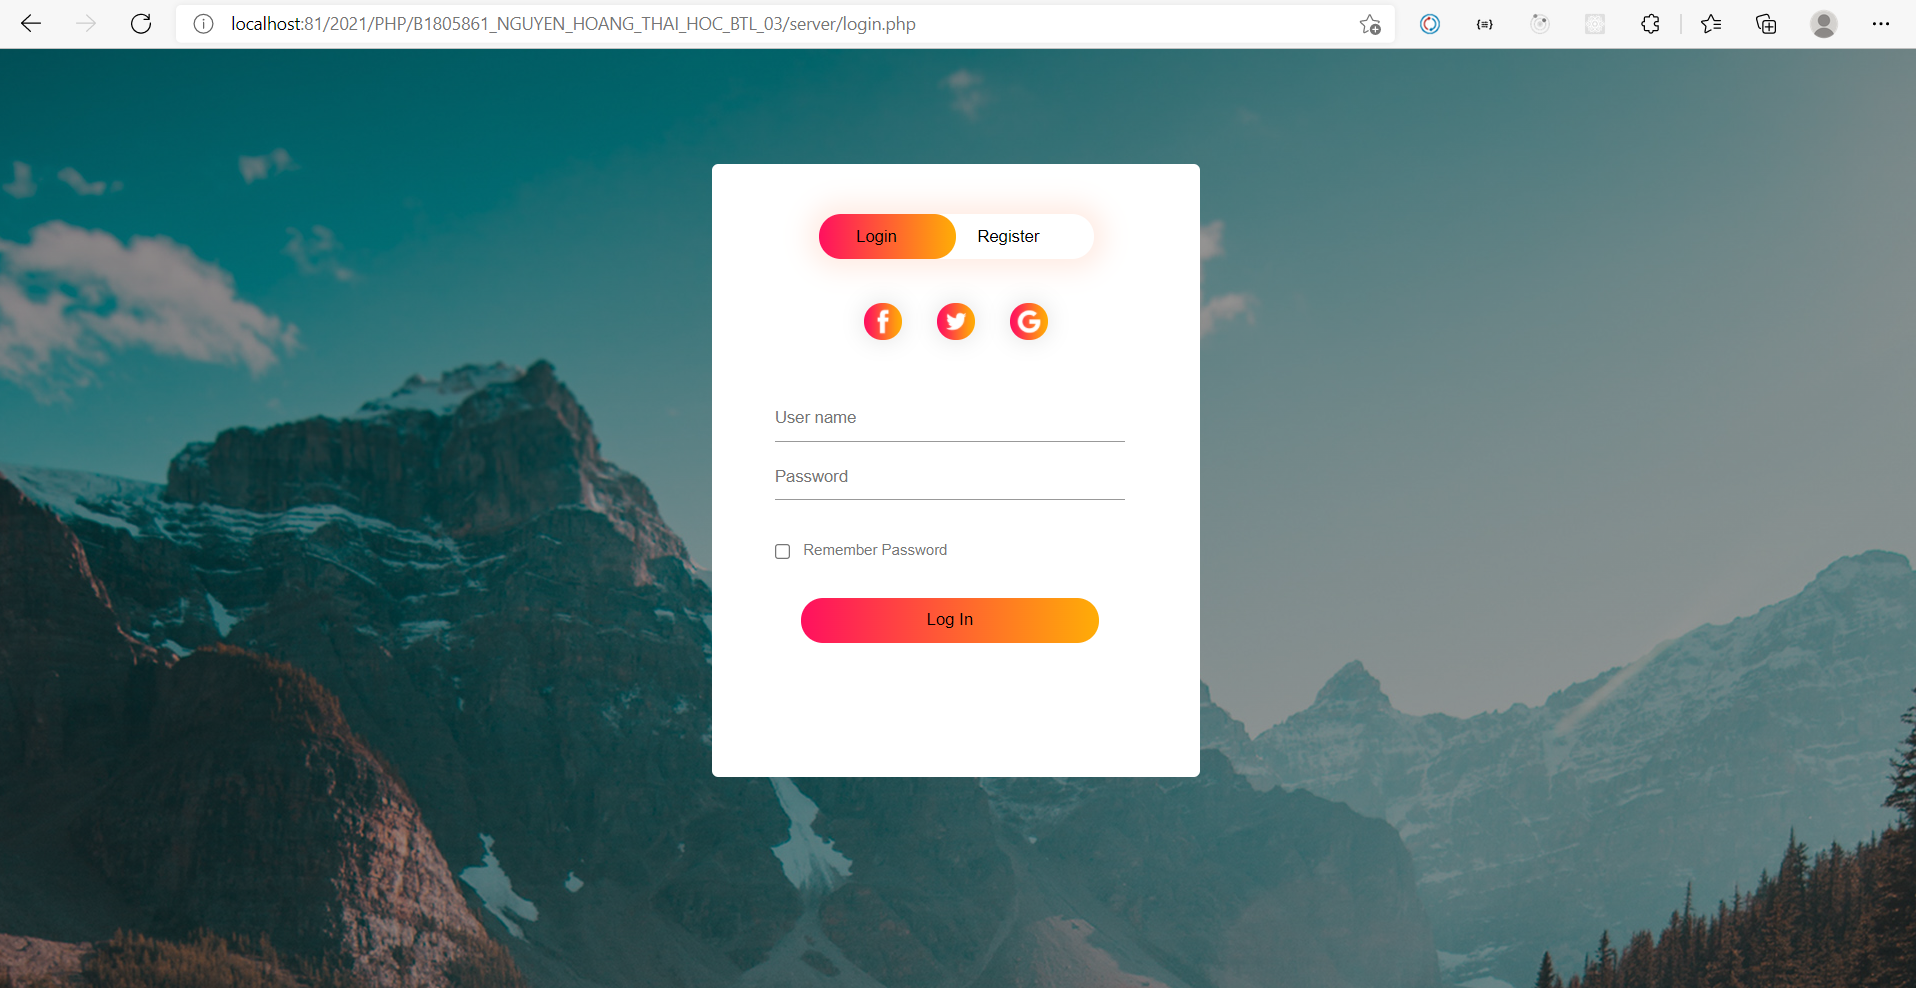 localhost:81/2021/PHP/B1805861_NGUYEN_HOANG_THAI_HOC_BTL_03/server/login.php
Login Register
User name
Password
Remember Password
Log In